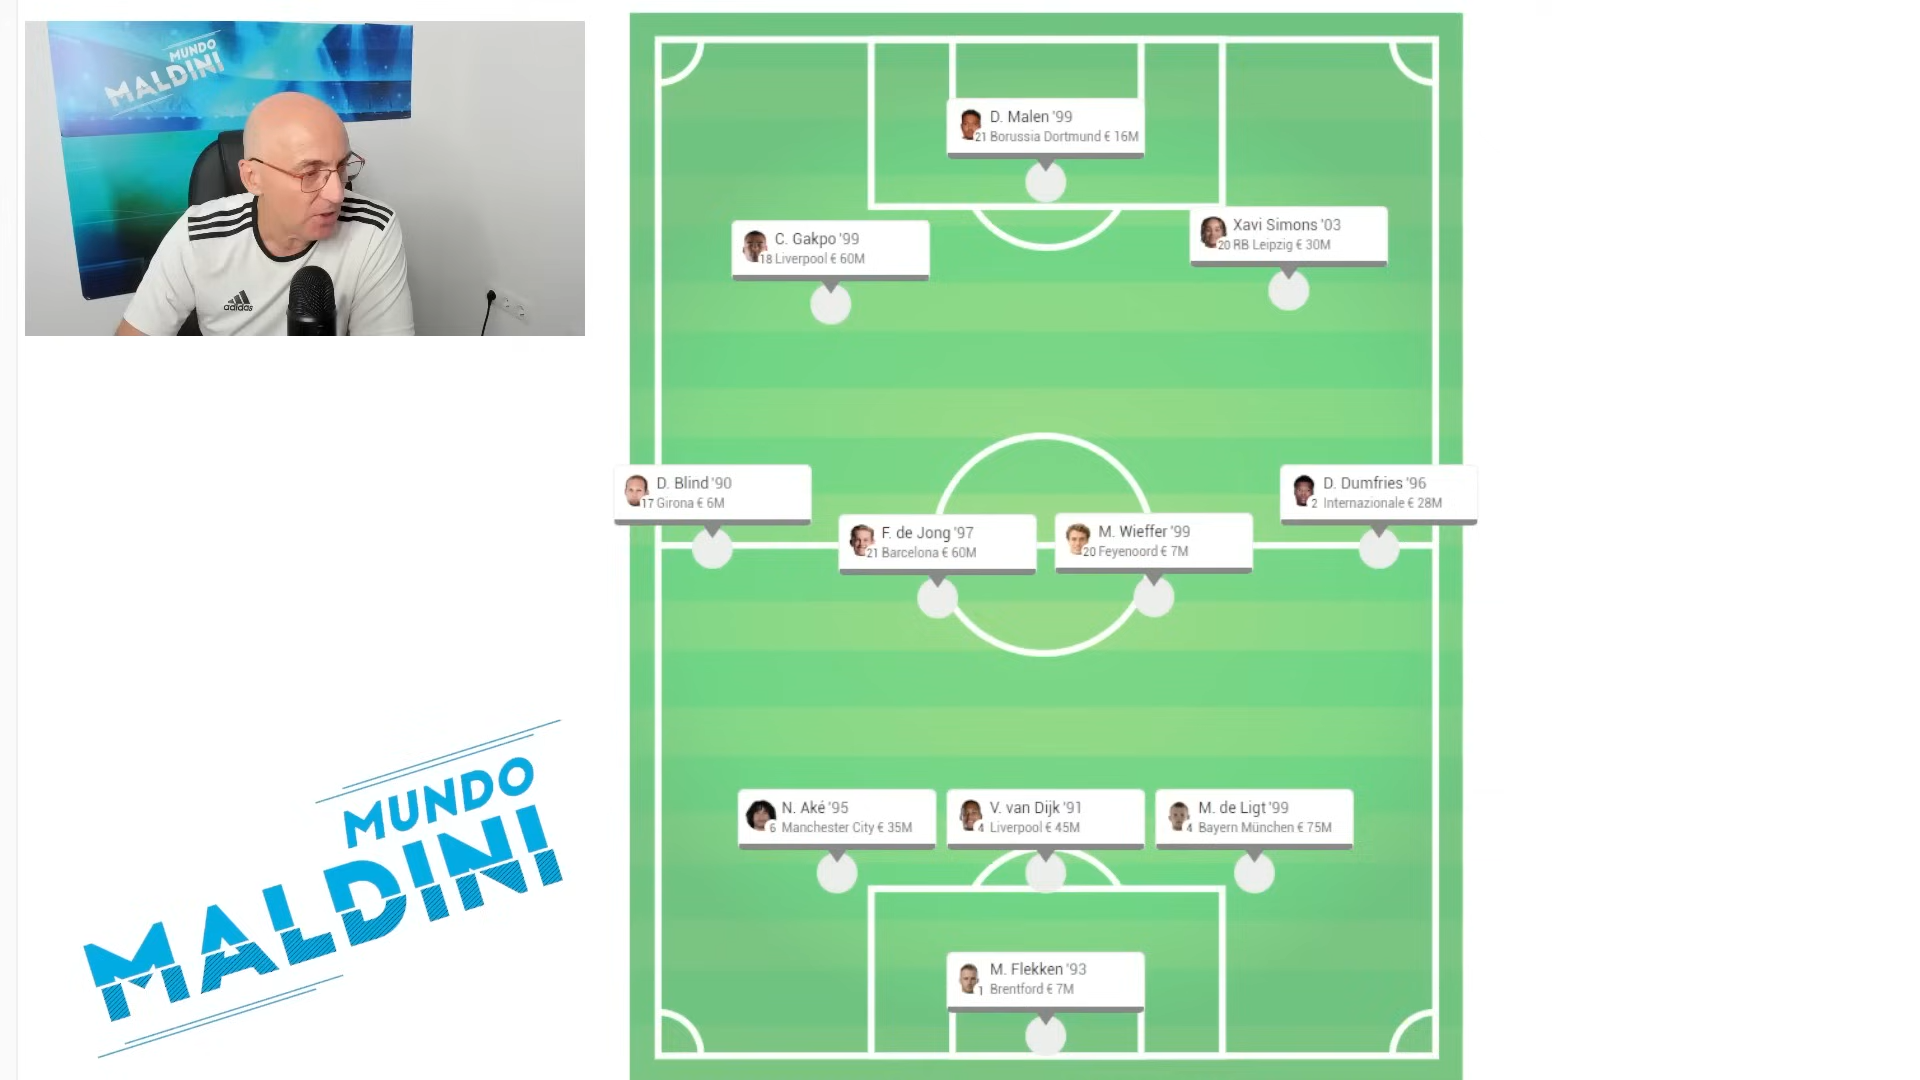 MUNDO
MALDINI
adidas
D. Malen '99
21 Borussia Dortmund € 16M
C. Gakpo '99
18 Liverpool € 60M
Xavi Simons '03
20 RB Leipzig € 30M
D. Blind '90
17 Girona € 6M
D. Dumfries '96
2 Internazionale € 28M
F. de Jong '97
21 Barcelona € 60M
M. Wieffer '99
20 Feyenoord € 7M
N. Aké '95
6 Manchester City € 35M
V. van Dijk '91
4 Liverpool € 45M
M. de Ligt '99
4 Bayern München € 75M
M. Flekken '93
1 Brentford € 7M
MUNDO
MALDINI